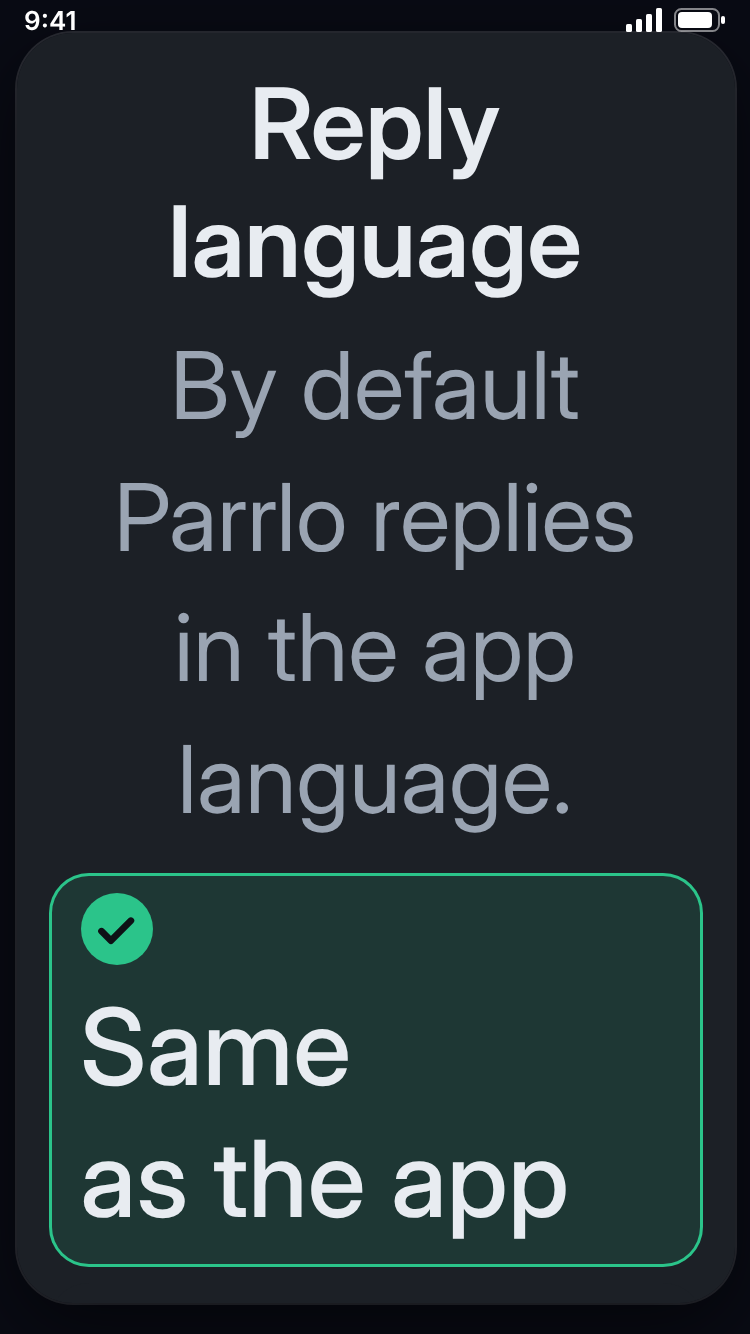 9:41
Reply
language
By default
Parrlo replies
in the app
language.
Same
as the app